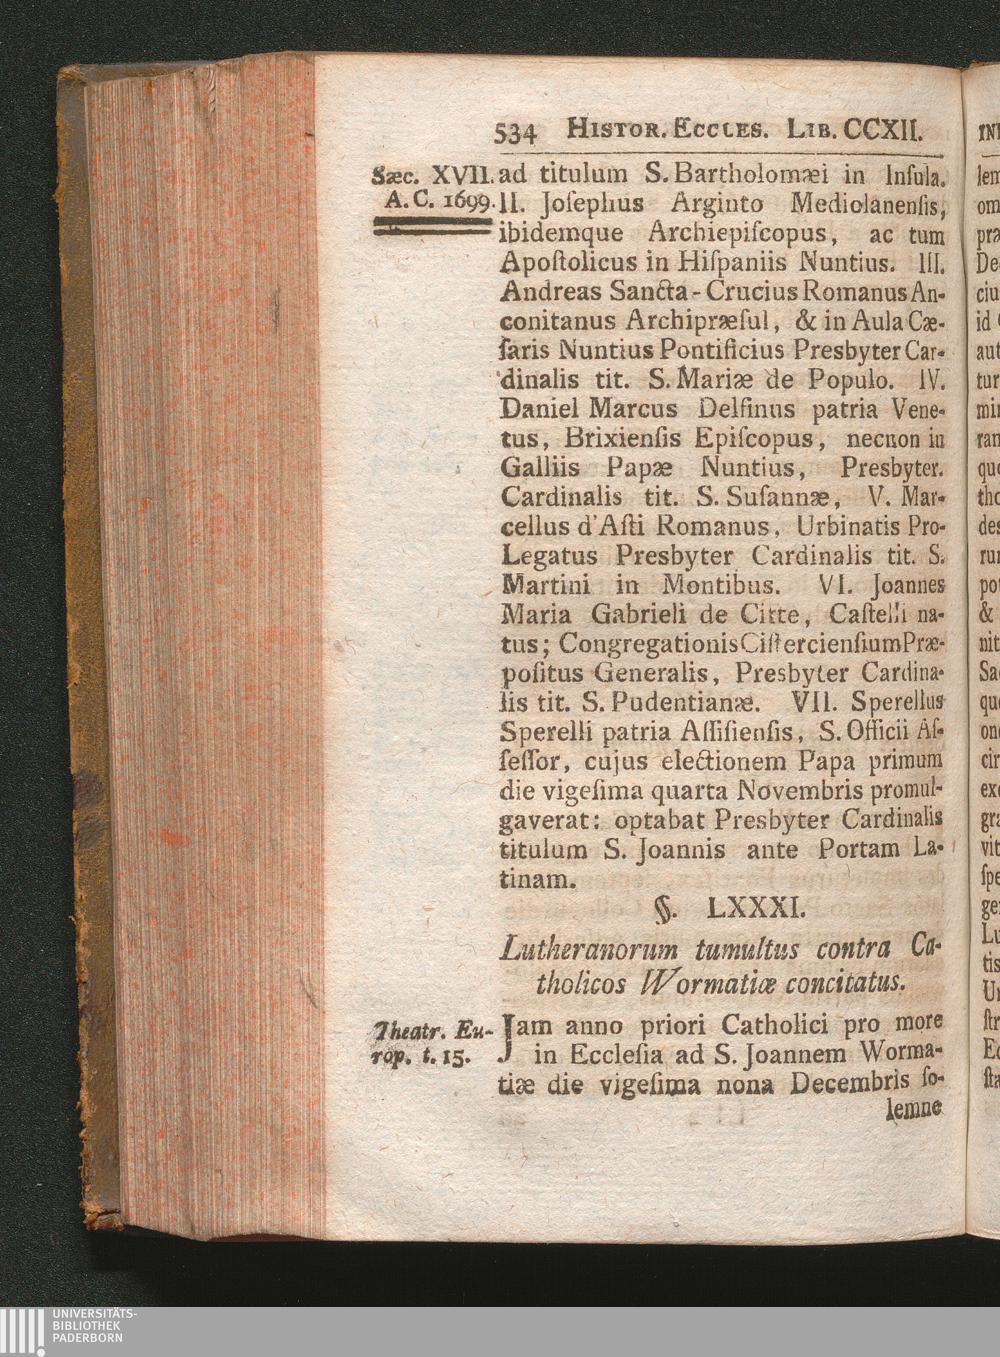 534 HISTOR. ECCLES. LIB. CCXII.
Sæc. XVII.
A. C. 1699.
ad titulum S. Bartholomæi in Inſula.
II. Joſephus Arginto Mediolanenſis,
ibidemque Archiepiſcopus, ac tum
Apoſtolicus in Hiſpaniis Nuntius. III.
Andreas Sancta-Crucius Romanus An-
conitanus Archipræſul, & in Aula Cæ-
ſaris Nuntius Pontificius Presbyter Car-
dinalis tit. S. Mariæ de Populo. IV.
Daniel Marcus Delfinus patria Vene-
tus, Brixienſis Epiſcopus, necnon in
Galliis Papæ Nuntius, Presbyter.
Cardinalis tit. S. Suſannæ, V. Mar-
cellus d'Aſti Romanus, Urbinatis Pro-
Legatus Presbyter Cardinalis tit. S.
Martini in Montibus. VI. Joannes
Maria Gabrieli de Citte, Caſtelli na-
tus; Congregationis Ciſtercienſium Præ-
poſitus Generalis, Presbyter Cardina-
lis tit. S. Pudentianæ. VII. Sperellus
Sperelli patria Aſſiſienſis, S. Officii Aſ-
ſeſſor, cujus electionem Papa primum
die vigeſima quarta Novembris promul-
gaverat: optabat Presbyter Cardinalis
titulum S. Joannis ante Portam La-
tinam.
§. LXXXI.
Lutheranorum tumultus contra Ca-
tholicos Wormatiæ concitatus.
Theatr. Eu-
rop. t. 15.
Jam anno priori Catholici pro more
in Eccleſia ad S. Joannem Worma-
tiæ die vigeſima nona Decembris ſo-
lemne
UNIVERSITÄTS-
BIBLIOTHEK
PADERBORN